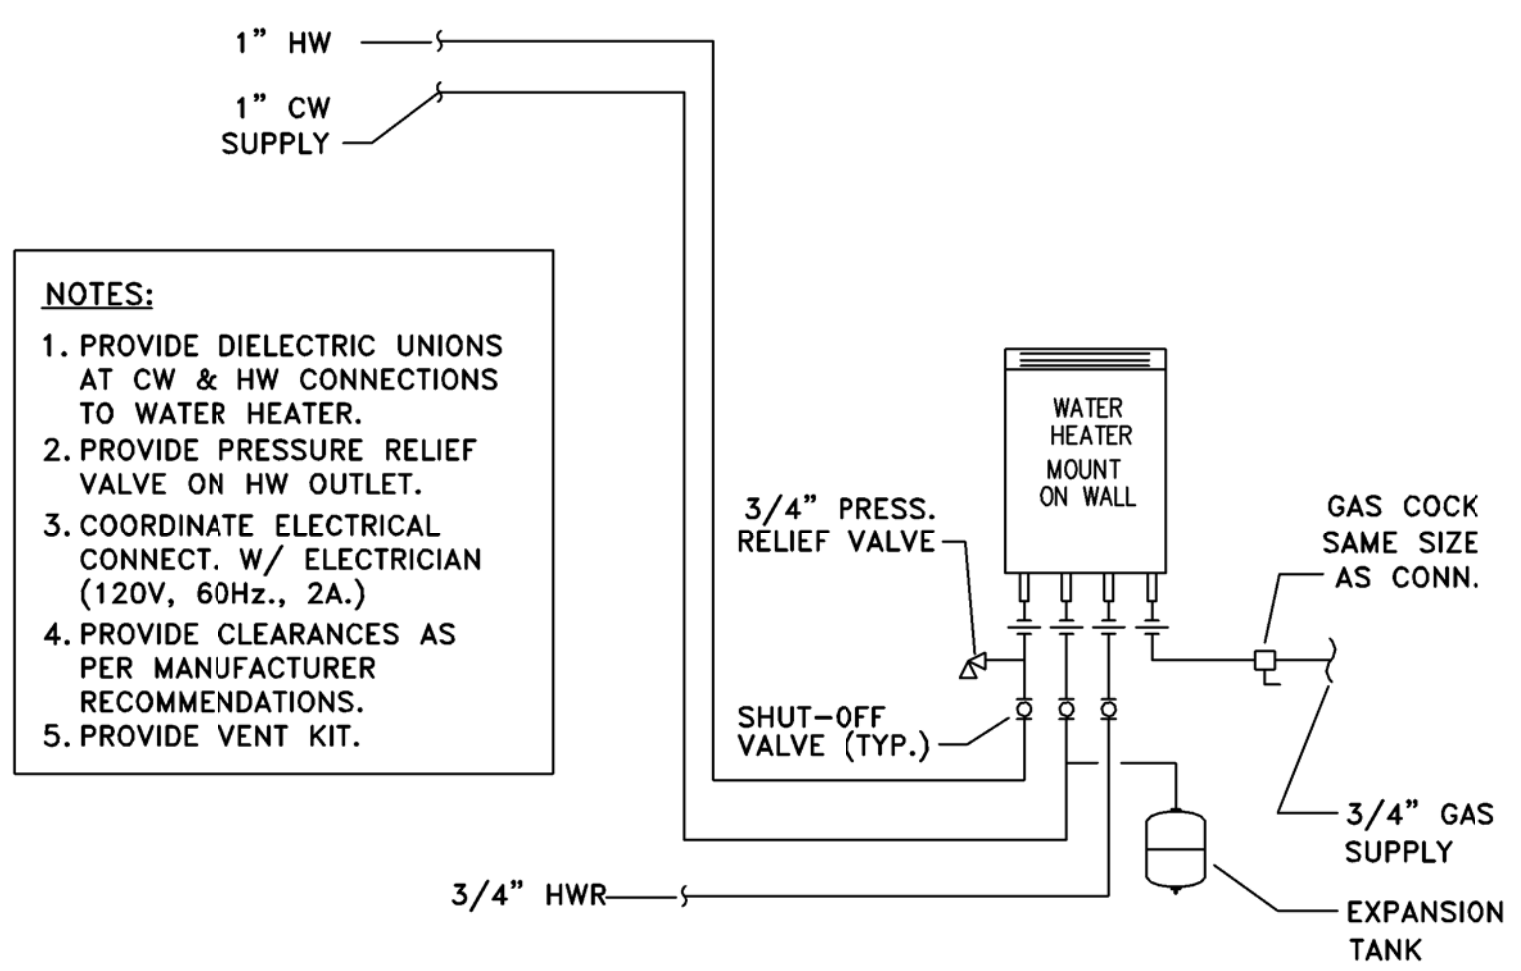 1” HW
1” CW
SUPPLY
NOTES:
1. PROVIDE DIELECTRIC UNIONS
AT CW & HW CONNECTIONS
TO WATER HEATER.
2. PROVIDE PRESSURE RELIEF
VALVE ON HW OUTLET.
3. COORDINATE ELECTRICAL
CONNECT. W/ ELECTRICIAN
(120V, 60Hz., 2A.)
4. PROVIDE CLEARANCES AS
PER MANUFACTURER
RECOMMENDATIONS.
5. PROVIDE VENT KIT.
WATER
HEATER
MOUNT
ON WALL
3/4” PRESS.
RELIEF VALVE
GAS COCK
SAME SIZE
AS CONN.
SHUT-OFF
VALVE (TYP.)
3/4” GAS
SUPPLY
3/4” HWR
EXPANSION
TANK